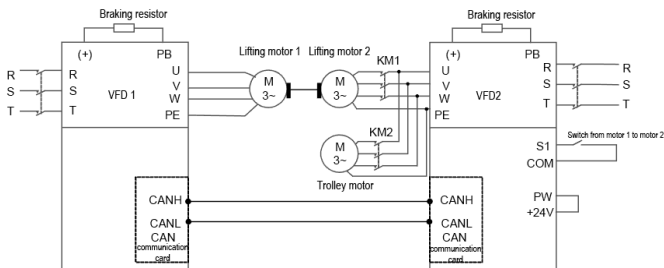 Braking resistor
(+) PB
R R
S S
T T
VFD 1
U
V
W
PE
Lifting motor 1
M
3~
Lifting motor 2
M
3~
KM1
KM2
M
3~
Trolley motor
Braking resistor
(+) PB
U
V
W
PE
VFD2
R R
S S
T T
S1
COM
Switch from motor 1 to motor 2
PW
+24V
CANH
CANL
CAN
communication
card
CANH
CANL
CAN
communication
card